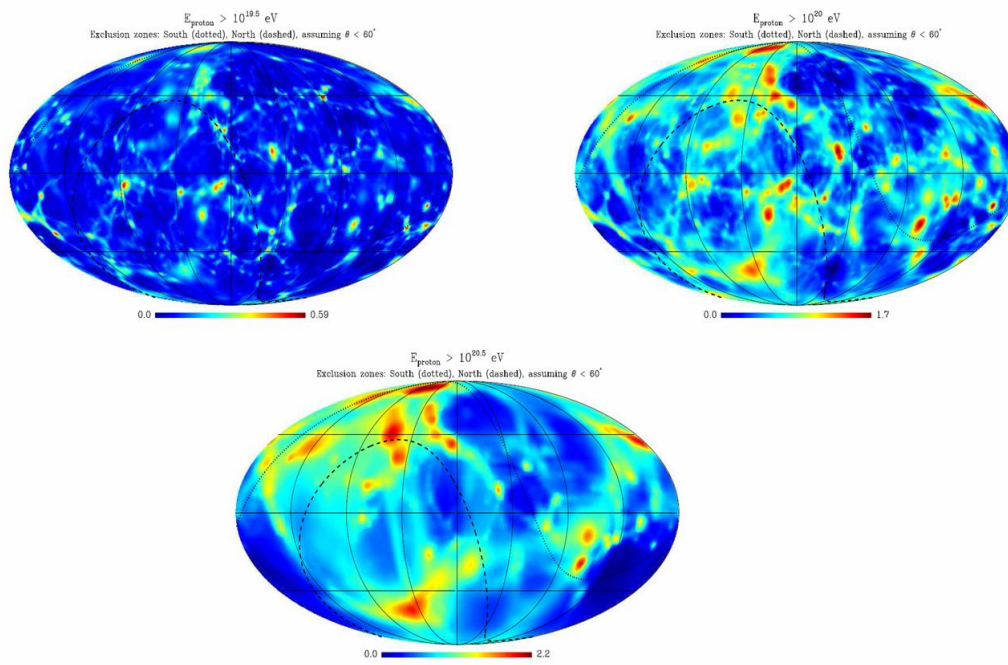 E_proton > 10^19.5 eV
Exclusion zones: South (dotted), North (dashed), assuming θ < 60°
0.0 0.59
E_proton > 10^20 eV
Exclusion zones: South (dotted), North (dashed), assuming θ < 60°
0.0 1.7
E_proton > 10^20.5 eV
Exclusion zones: South (dotted), North (dashed), assuming θ < 60°
0.0 2.2